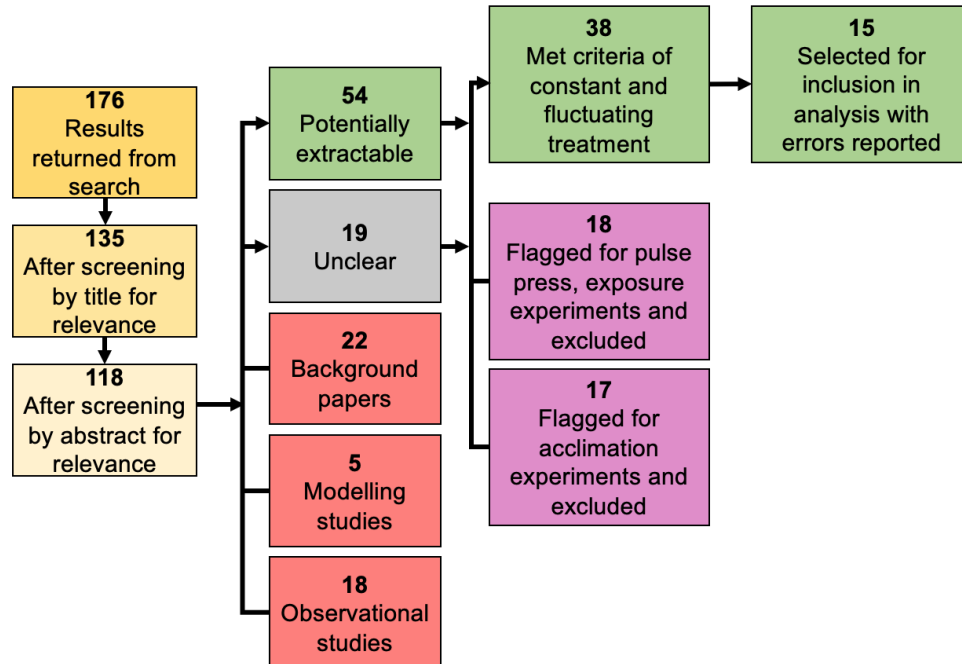 176
Results
returned from
search
135
After screening
by title for
relevance
118
After screening
by abstract for
relevance
54
Potentially
extractable
19
Unclear
22
Background
papers
5
Modelling
studies
18
Observational
studies
38
Met criteria of
constant and
fluctuating
treatment
18
Flagged for pulse
press, exposure
experiments and
excluded
17
Flagged for
acclimation
experiments and
excluded
15
Selected for
inclusion in
analysis with
errors reported